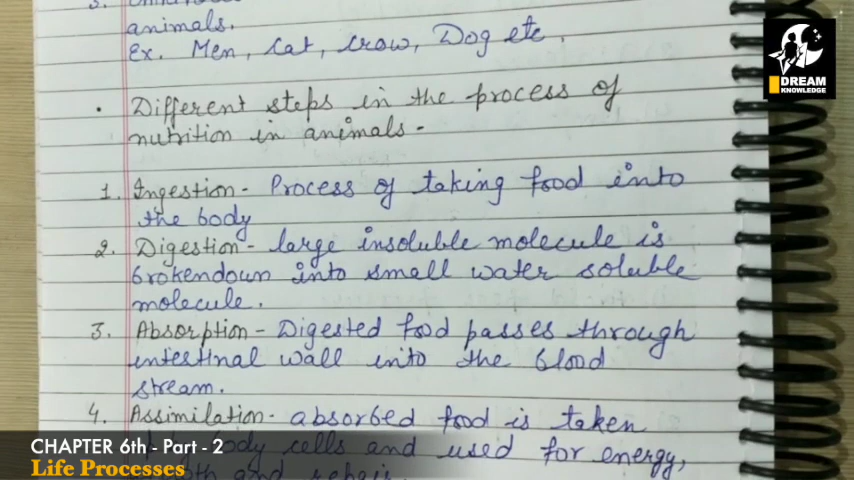 animals.
Ex. Men, Cat, Crow, Dog etc.
• Different steps in the process of
nutrition in animals-
1. Ingestion - Process of taking food into
the body
2. Digestion - large insoluble molecule is
brokendown into small water soluble
molecule.
3. Absorption - Digested food passes through
intestinal wall into the blood
stream.
4. Assimilation - absorbed food is taken
body cells and used for energy,
and repair.
DREAM
KNOWLEDGE
CHAPTER 6th - Part - 2
Life Processes